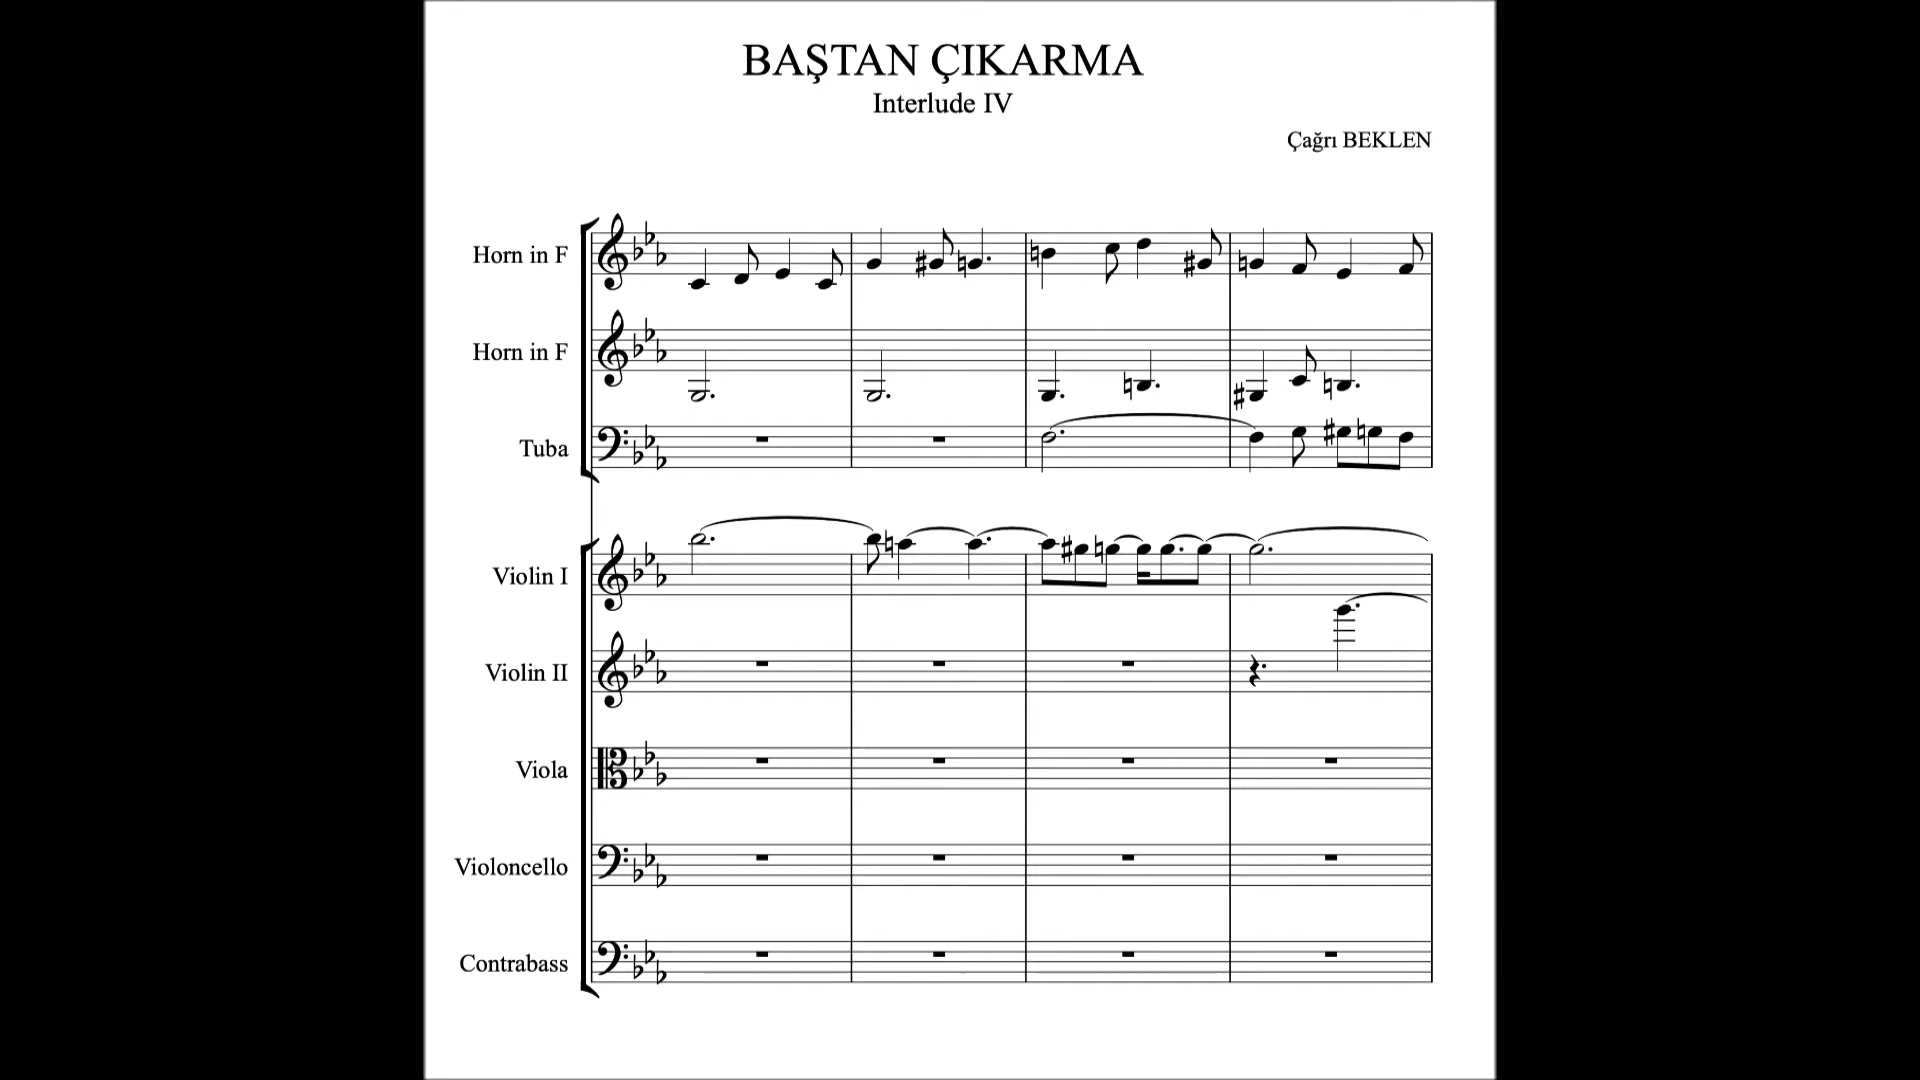 BAŞTAN ÇIKARMA
Interlude IV
Çağrı BEKLEN
Horn in F
Horn in F
Tuba
Violin I
Violin II
Viola
Violoncello
Contrabass